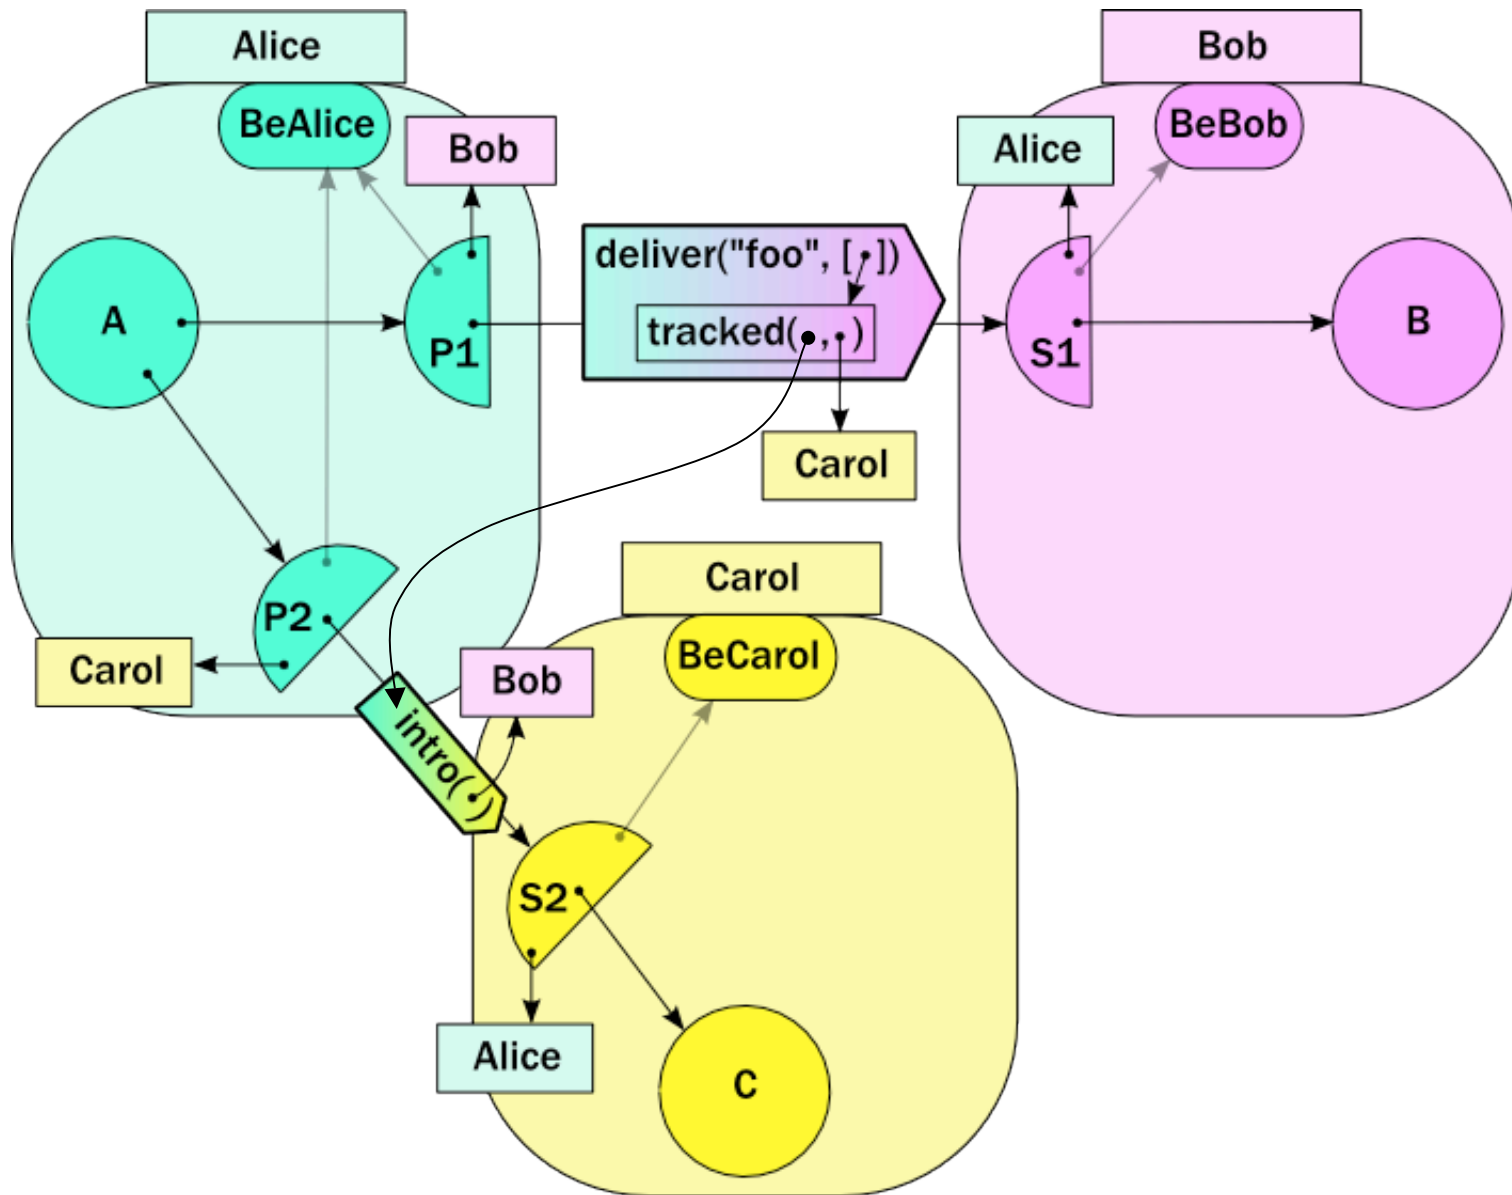 Alice
Bob
BeAlice
Bob
Alice
BeBob
deliver("foo", [ , ])
A
P1
tracked( , )
S1
B
Carol
Carol
P2
Carol
Bob
BeCarol
intro( )
S2
Alice
C